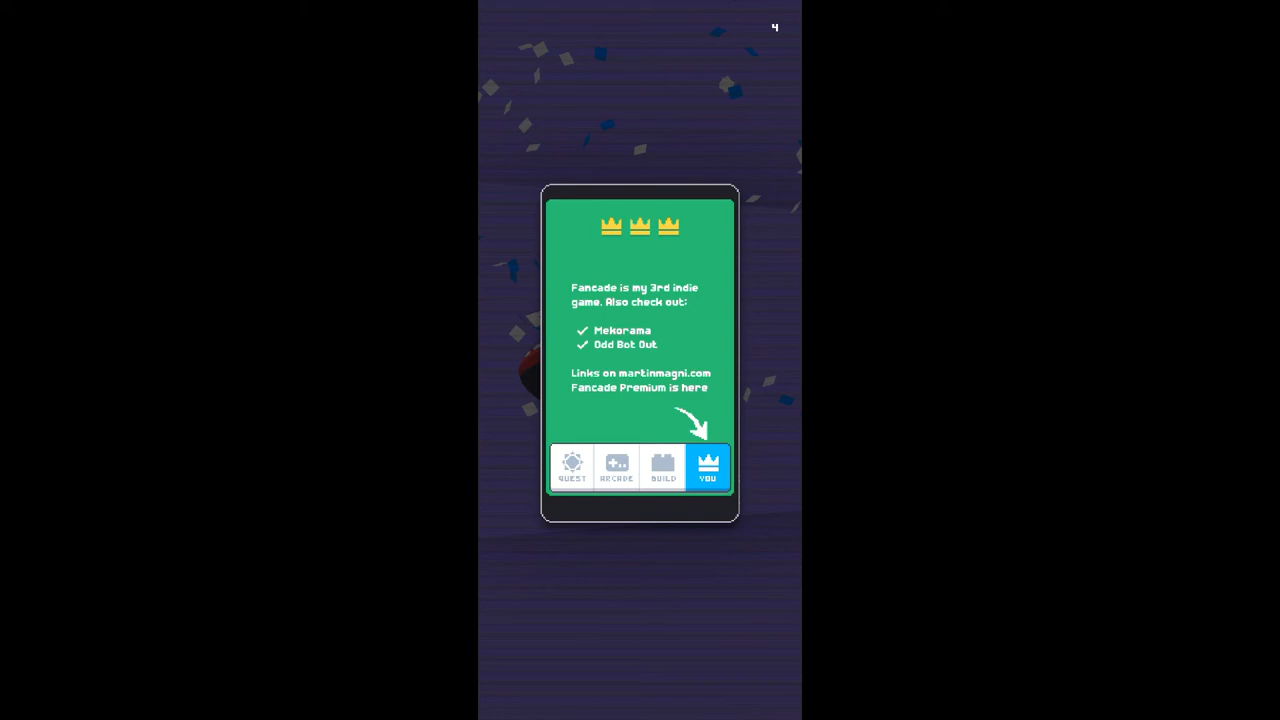 4
Fancade is my 3rd indie
game. Also check out:
Mekorama
Odd Bot Out
Links on martinmagni.com
Fancade Premium is here
QUEST ARCADE BUILD YOU